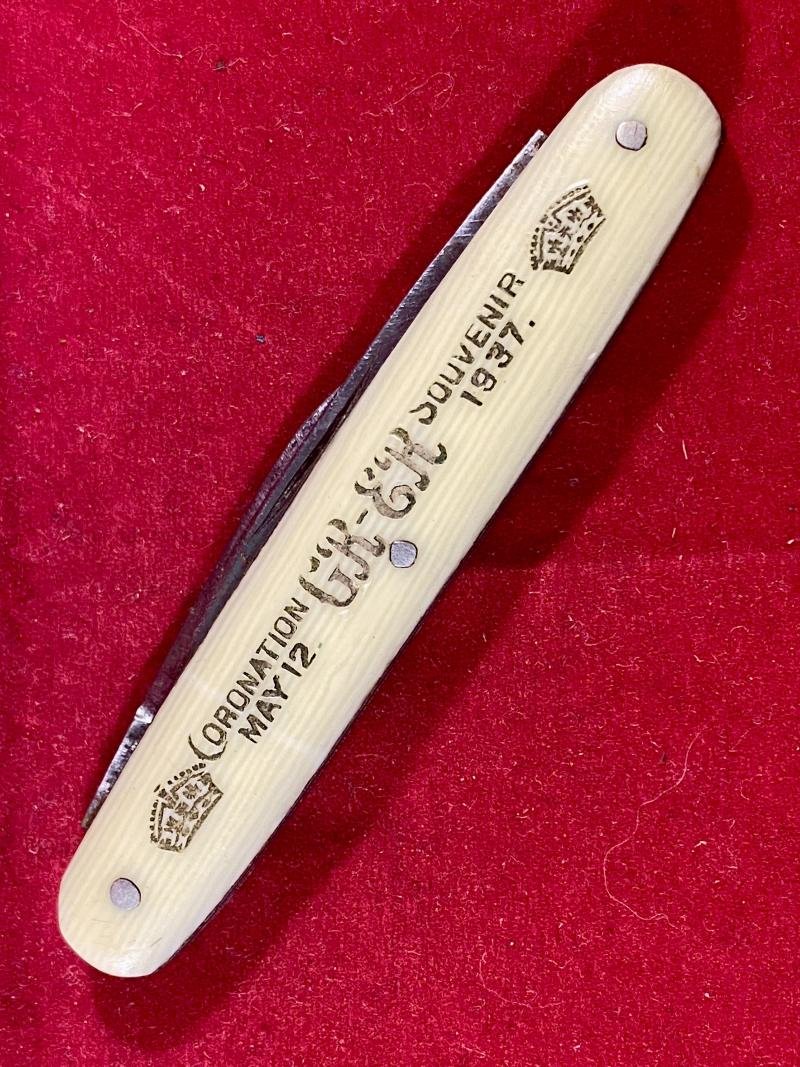 CORONATION
MAY 12
GR-ER
SOUVENIR
1937.